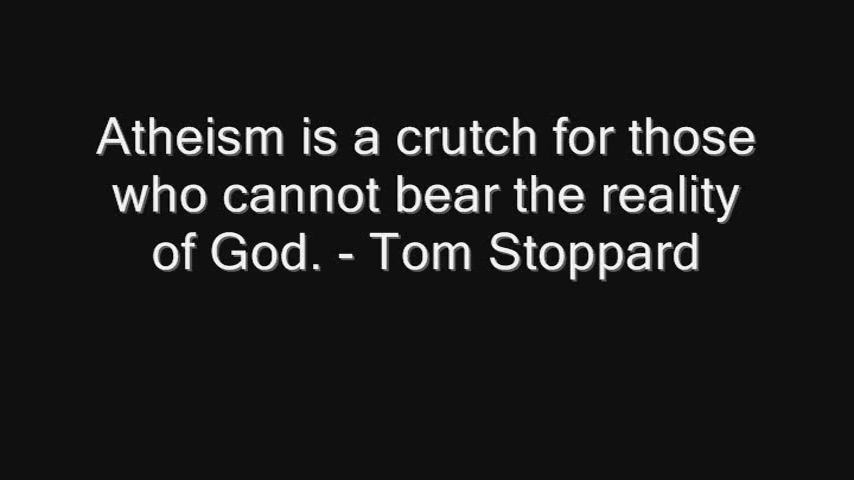 Atheism is a crutch for those
who cannot bear the reality
of God. - Tom Stoppard